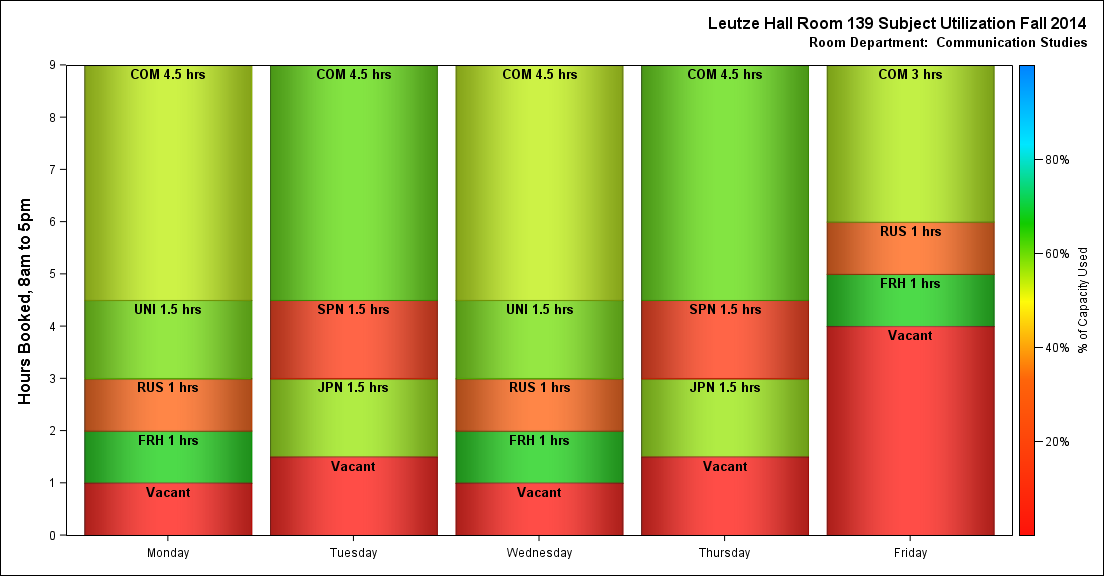 Leutze Hall Room 139 Subject Utilization Fall 2014
Room Department:  Communication Studies
Hours Booked, 8am to 5pm
9
8
7
6
5
4
3
2
1
0
COM 4.5 hrs
UNI 1.5 hrs
RUS 1 hrs
FRH 1 hrs
Vacant
Monday
COM 4.5 hrs
SPN 1.5 hrs
JPN 1.5 hrs
Vacant
Tuesday
COM 4.5 hrs
UNI 1.5 hrs
RUS 1 hrs
FRH 1 hrs
Vacant
Wednesday
COM 4.5 hrs
SPN 1.5 hrs
JPN 1.5 hrs
Vacant
Thursday
COM 3 hrs
RUS 1 hrs
FRH 1 hrs
Vacant
Friday
80%
60%
40%
20%
% of Capacity Used